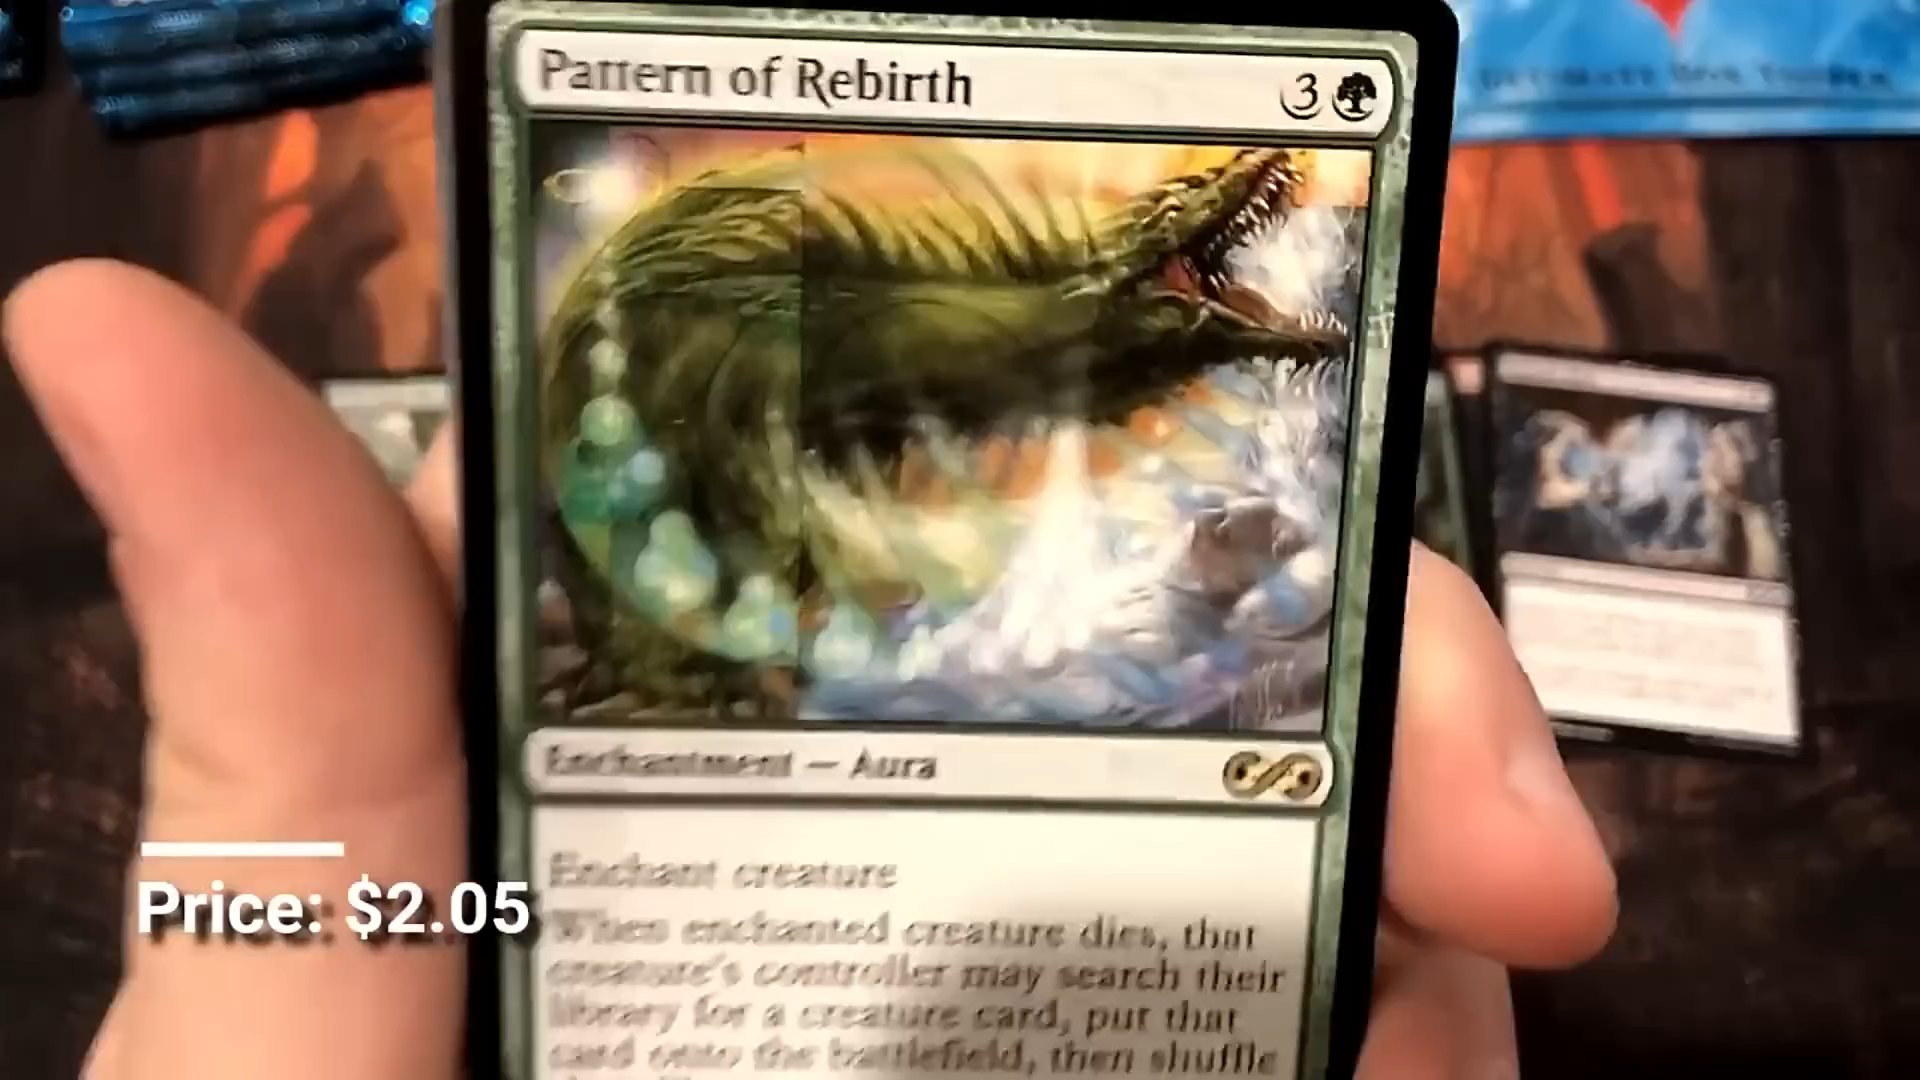 Pattern of Rebirth 3
Enchantment — Aura
Enchant creature
When enchanted creature dies, that
creature's controller may search their
library for a creature card, put that
card onto the battlefield, then shuffle
Price: $2.05